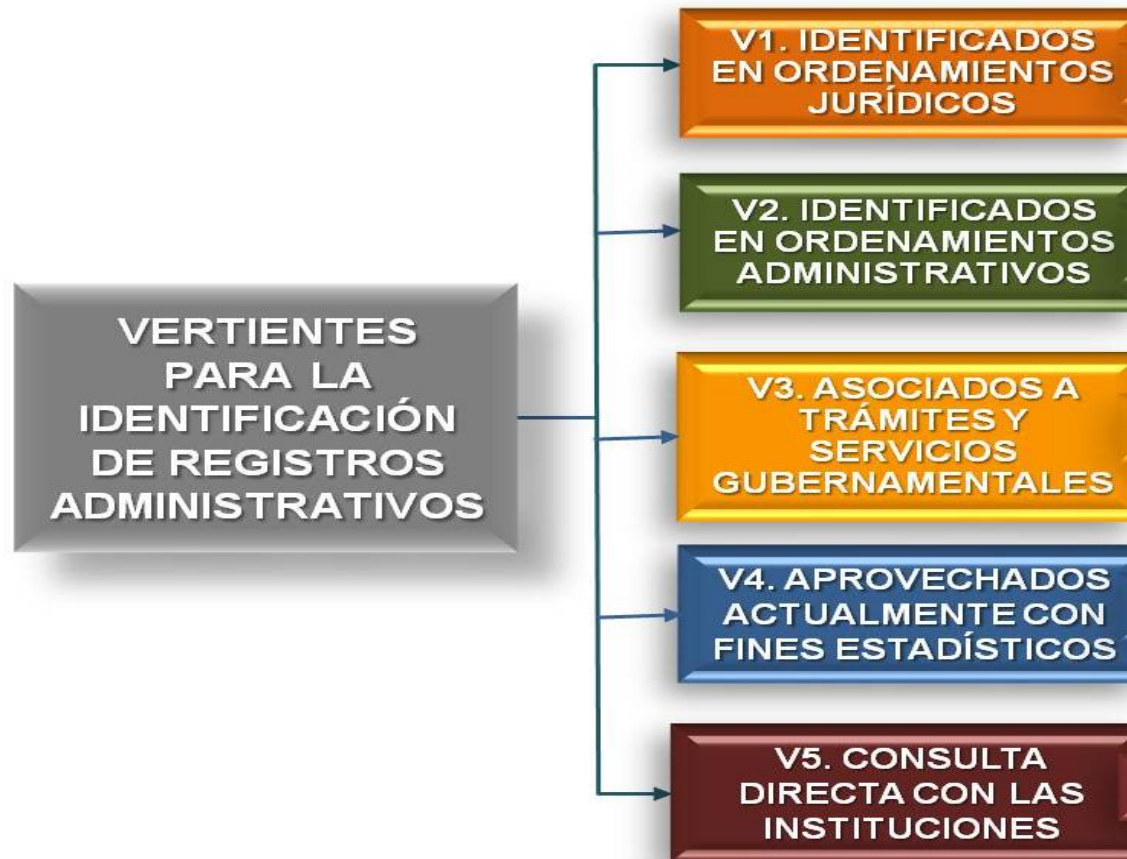 VERTIENTES
PARA LA
IDENTIFICACIÓN
DE REGISTROS
ADMINISTRATIVOS
V1. IDENTIFICADOS
EN ORDENAMIENTOS
JURÍDICOS
V2. IDENTIFICADOS
EN ORDENAMIENTOS
ADMINISTRATIVOS
V3. ASOCIADOS A
TRÁMITES Y
SERVICIOS
GUBERNAMENTALES
V4. APROVECHADOS
ACTUALMENTE CON
FINES ESTADÍSTICOS
V5. CONSULTA
DIRECTA CON LAS
INSTITUCIONES